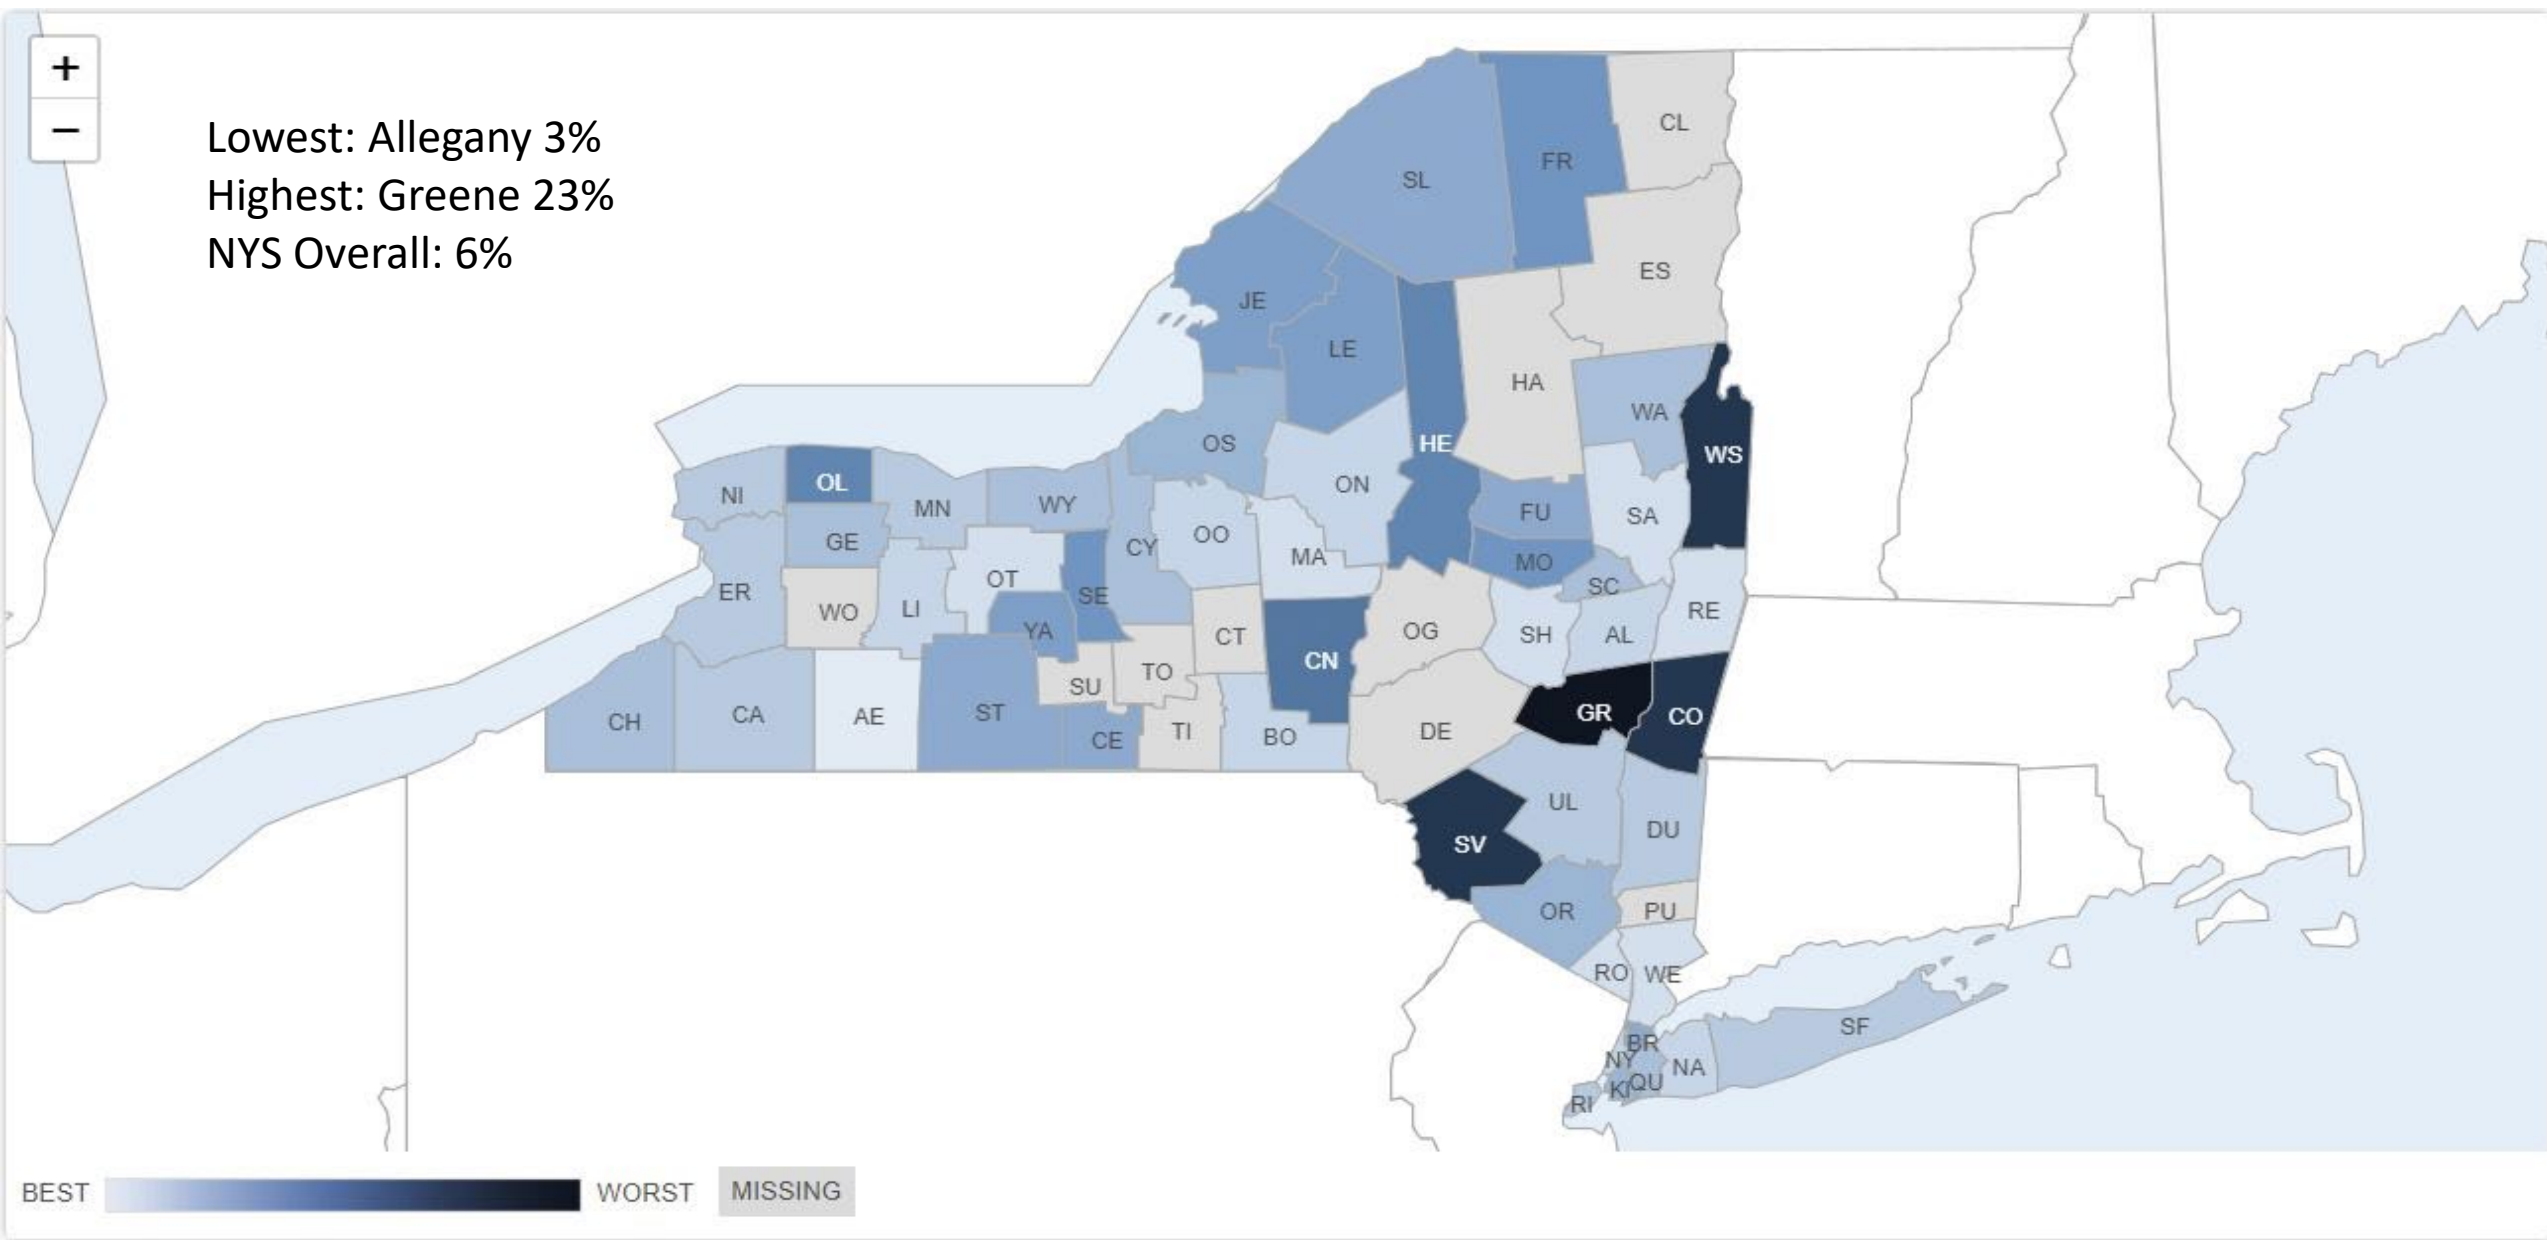 +
−
Lowest: Allegany 3%
Highest: Greene 23%
NYS Overall: 6%
CL
FR
SL
ES
JE
LE
HA
WA
OS
HE
WS
OL
ON
NI
MN
WY
FU
SA
OO
GE
CY
MA
MO
OT
SC
ER
SE
WO
LI
RE
YA
CT
OG
SH
AL
CN
TO
SU
CH
CA
AE
ST
GR
CO
CE
TI
BO
DE
UL
DU
SV
OR
PU
RO
WE
SF
BR
NY
NA
QU
KI
RI
BEST
WORST
MISSING